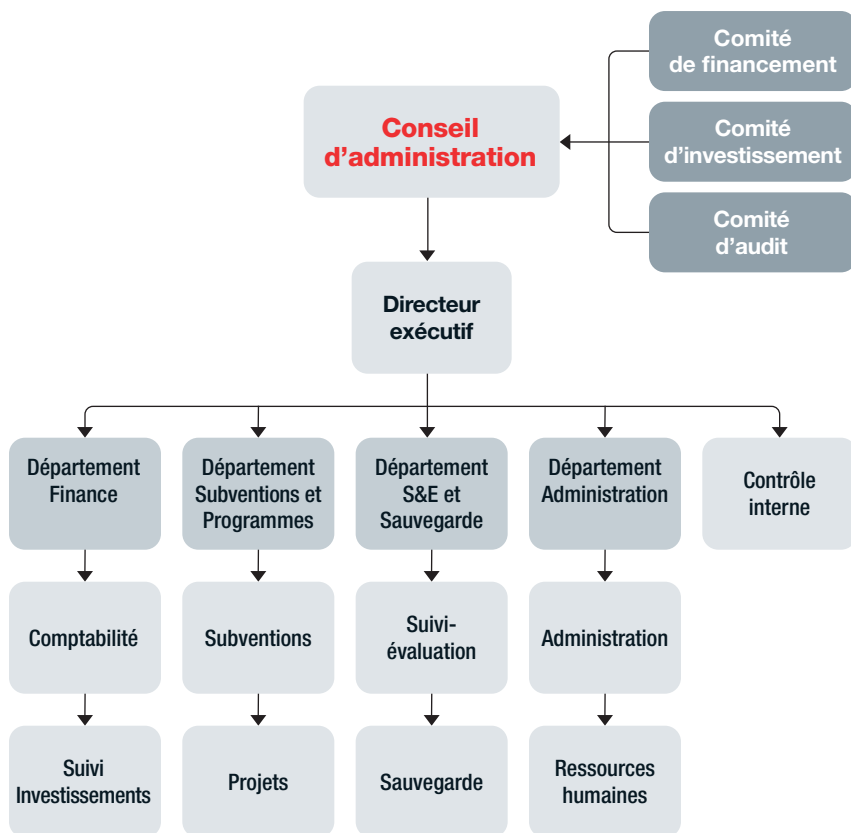 Comité
de financement
Conseil
d'administration
Comité
d'investissement
Comité
d'audit
Directeur
exécutif
Département
Finance
Département
Subventions et
Programmes
Département
S&E et
Sauvegarde
Département
Administration
Contrôle
interne
Comptabilité
Subventions
Suivi-
évaluation
Administration
Suivi
Investissements
Projets
Sauvegarde
Ressources
humaines